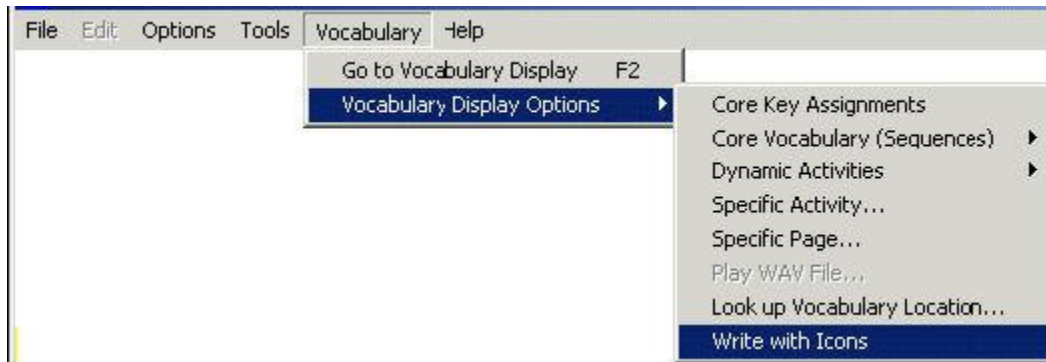 File Edit Options Tools Vocabulary Help
Go to Vocabulary Display F2
Vocabulary Display Options
Core Key Assignments
Core Vocabulary (Sequences)
Dynamic Activities
Specific Activity...
Specific Page...
Play WAV File...
Look up Vocabulary Location...
Write with Icons